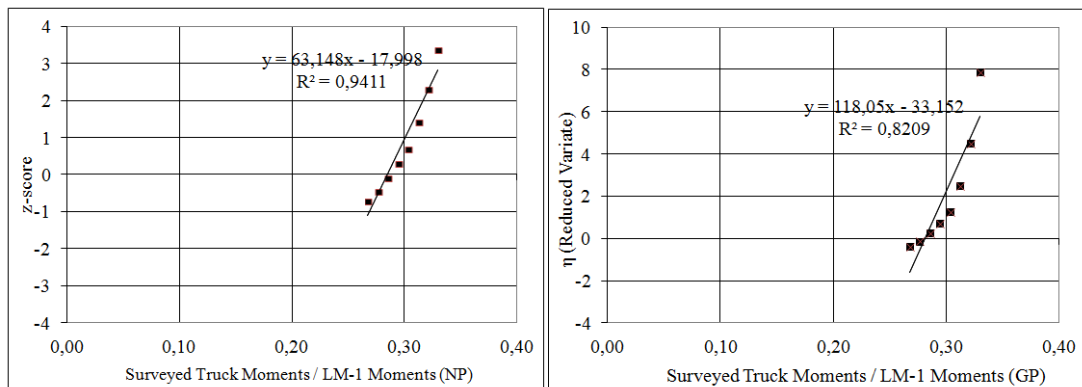 4
3
2
1
0
-1
-2
-3
-4
z-score
y = 63,148x - 17,998
R² = 0,9411
0,00 0,10 0,20 0,30 0,40
Surveyed Truck Moments / LM-1 Moments (NP)
10
8
6
4
2
0
-2
-4
η (Reduced Variate)
y = 118,05x - 33,152
R² = 0,8209
0,00 0,10 0,20 0,30 0,40
Surveyed Truck Moments / LM-1 Moments (GP)